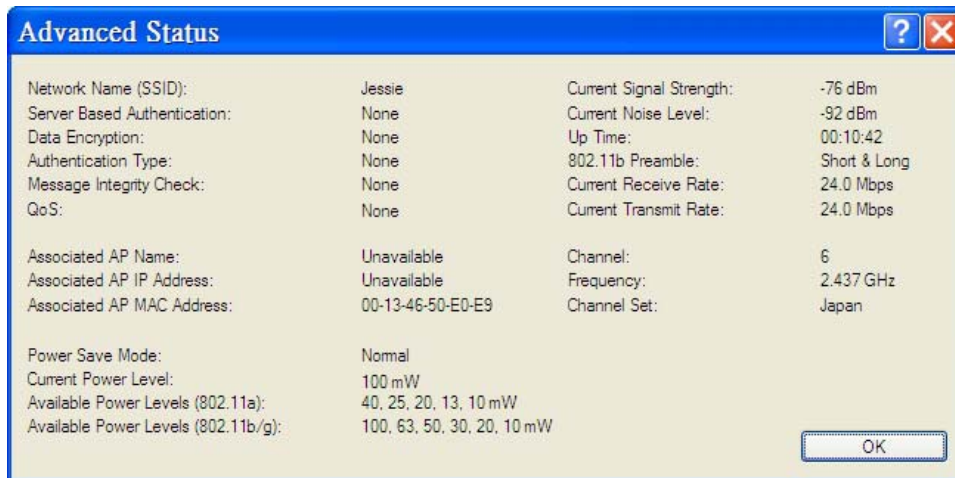 Advanced Status
Network Name (SSID): Jessie Current Signal Strength: -76 dBm
Server Based Authentication: None Current Noise Level: -92 dBm
Data Encryption: None Up Time: 00:10:42
Authentication Type: None 802.11b Preamble: Short & Long
Message Integrity Check: None Current Receive Rate: 24.0 Mbps
QoS: None Current Transmit Rate: 24.0 Mbps
Associated AP Name: Unavailable Channel: 6
Associated AP IP Address: Unavailable Frequency: 2.437 GHz
Associated AP MAC Address: 00-13-46-50-E0-E9 Channel Set: Japan
Power Save Mode: Normal
Current Power Level: 100 mW
Available Power Levels (802.11a): 40, 25, 20, 13, 10 mW
Available Power Levels (802.11b/g): 100, 63, 50, 30, 20, 10 mW
OK